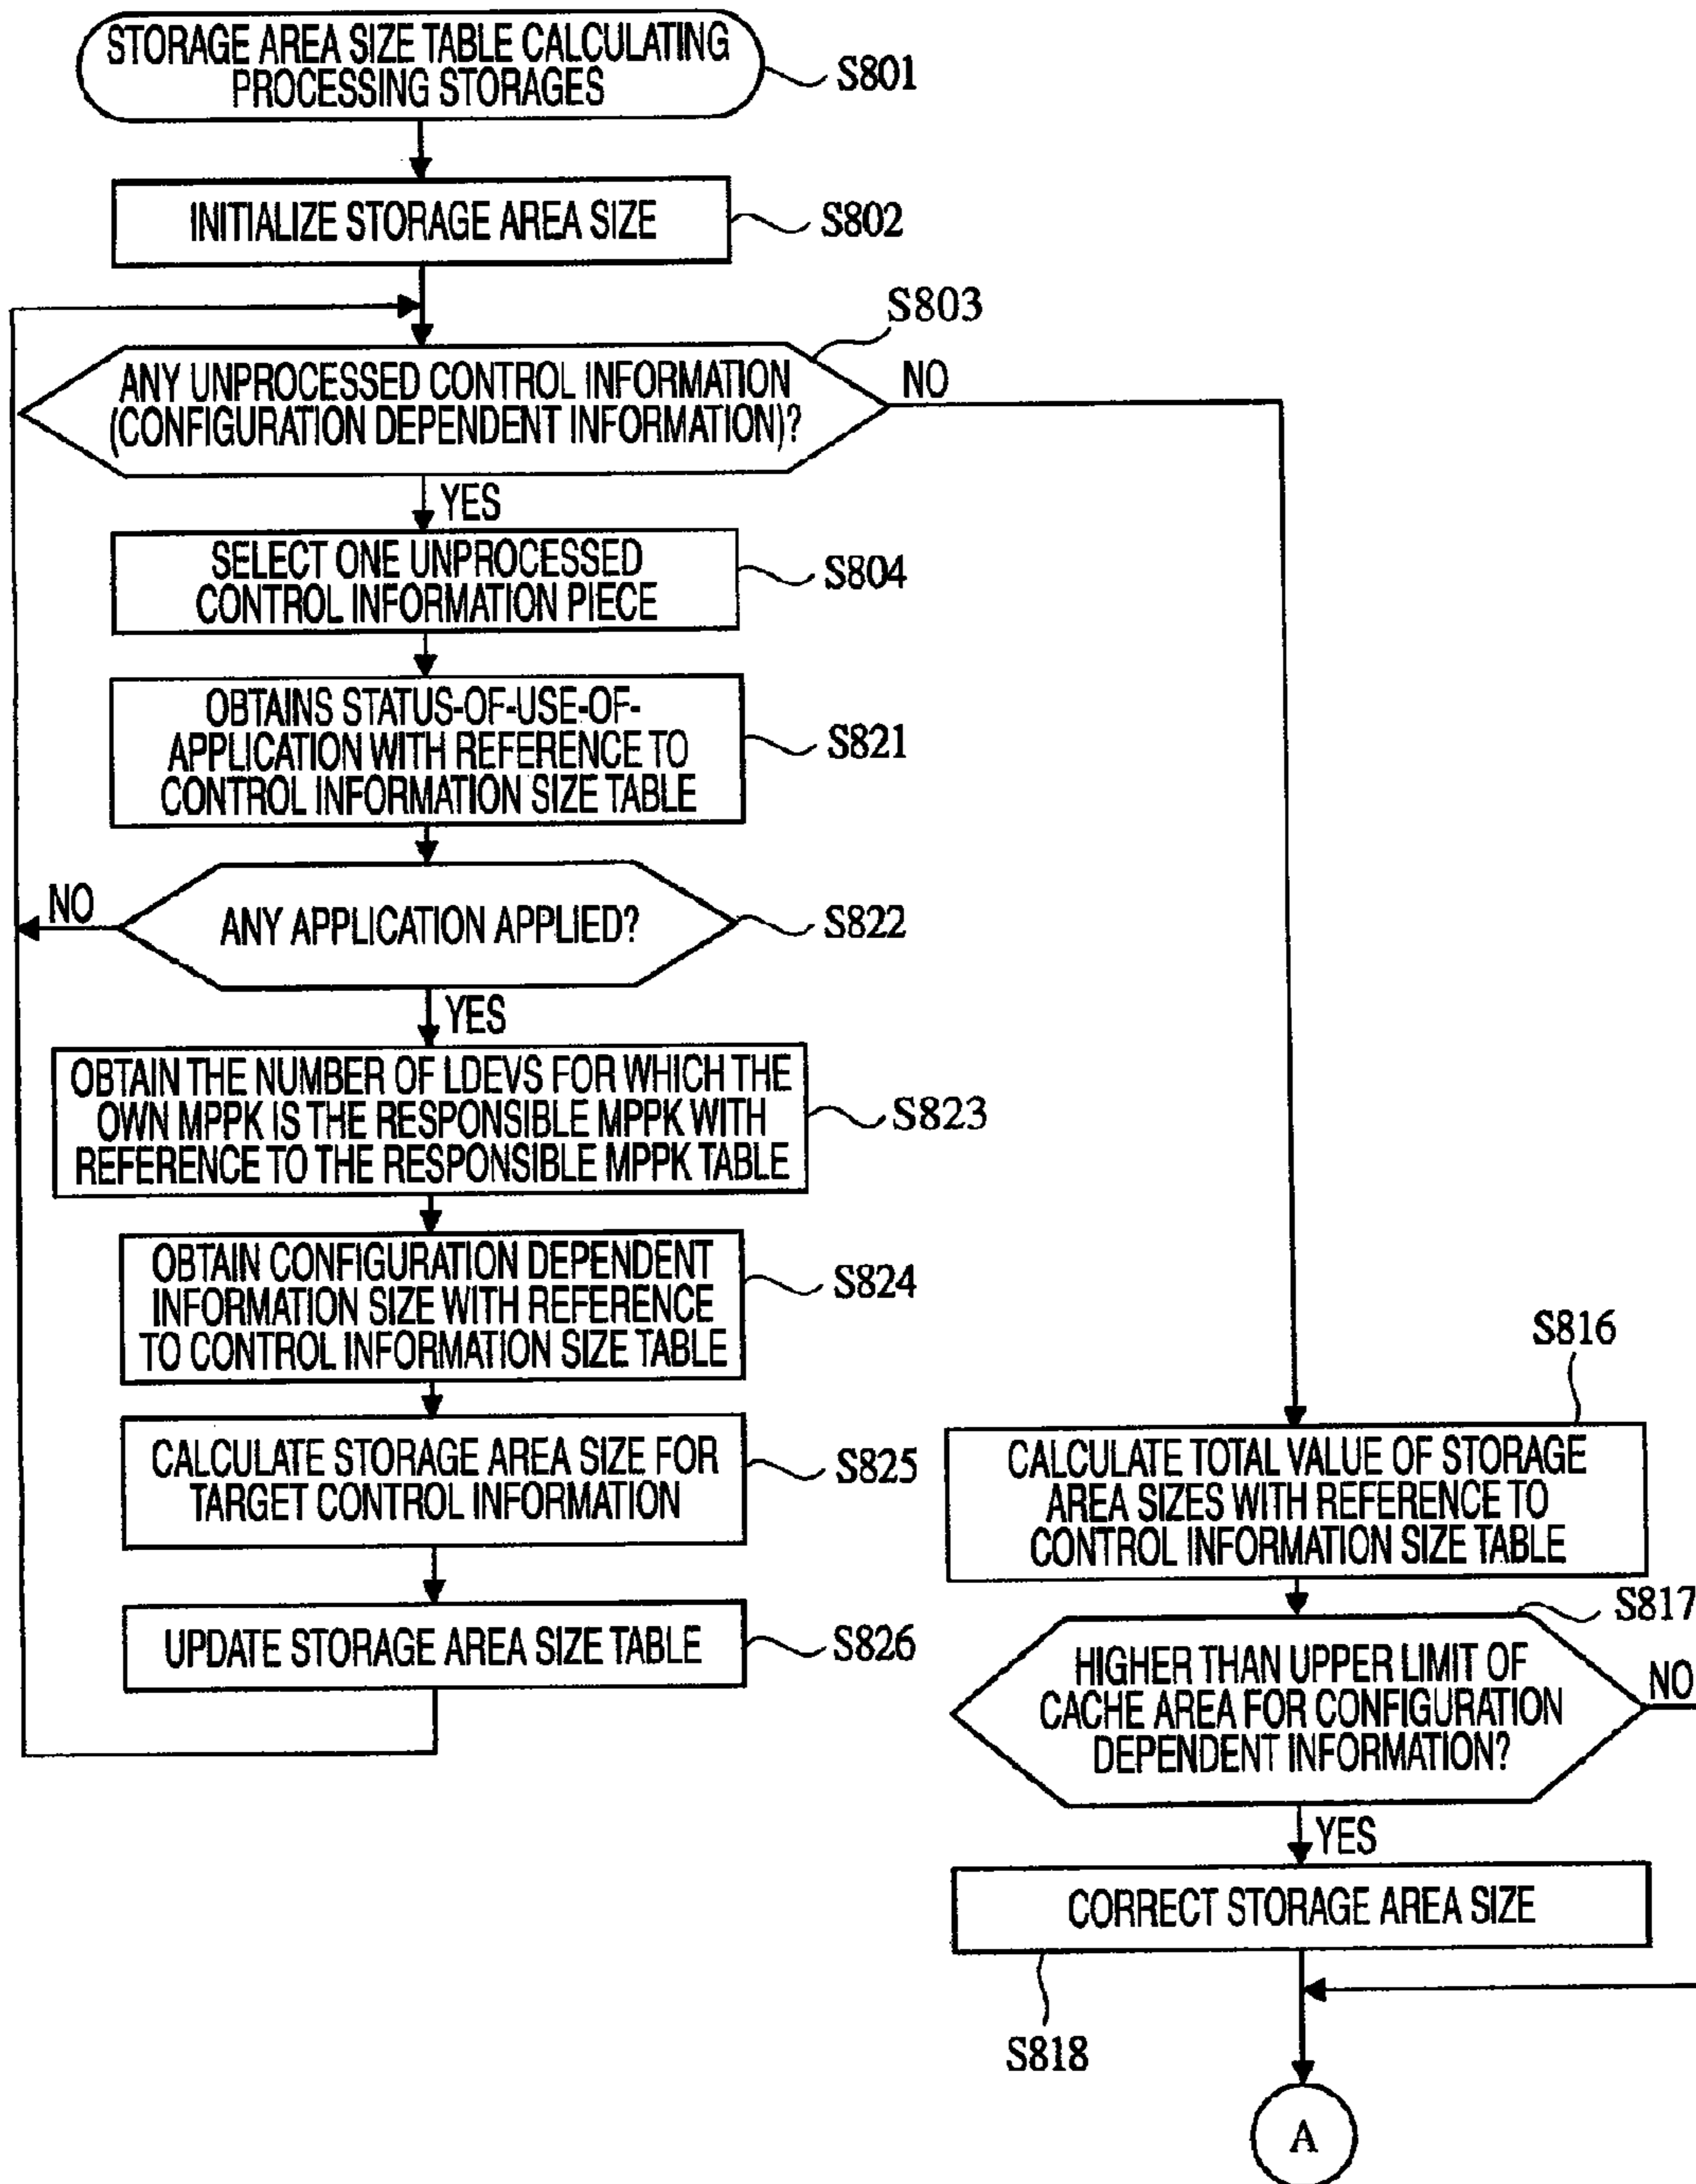 STORAGE AREA SIZE TABLE CALCULATING
PROCESSING STORAGES
S801
INITIALIZE STORAGE AREA SIZE
S802
S803
ANY UNPROCESSED CONTROL INFORMATION
(CONFIGURATION DEPENDENT INFORMATION)?
NO
YES
SELECT ONE UNPROCESSED
CONTROL INFORMATION PIECE
S804
OBTAINS STATUS-OF-USE-OF-
APPLICATION WITH REFERENCE TO
CONTROL INFORMATION SIZE TABLE
S821
NO
ANY APPLICATION APPLIED?
S822
YES
OBTAIN THE NUMBER OF LDEVS FOR WHICH THE
OWN MPPK IS THE RESPONSIBLE MPPK WITH
REFERENCE TO THE RESPONSIBLE MPPK TABLE
S823
OBTAIN CONFIGURATION DEPENDENT
INFORMATION SIZE WITH REFERENCE
TO CONTROL INFORMATION SIZE TABLE
S824
CALCULATE STORAGE AREA SIZE FOR
TARGET CONTROL INFORMATION
S825
UPDATE STORAGE AREA SIZE TABLE
S826
S816
CALCULATE TOTAL VALUE OF STORAGE
AREA SIZES WITH REFERENCE TO
CONTROL INFORMATION SIZE TABLE
S817
HIGHER THAN UPPER LIMIT OF
CACHE AREA FOR CONFIGURATION
DEPENDENT INFORMATION?
NO
YES
CORRECT STORAGE AREA SIZE
S818
A